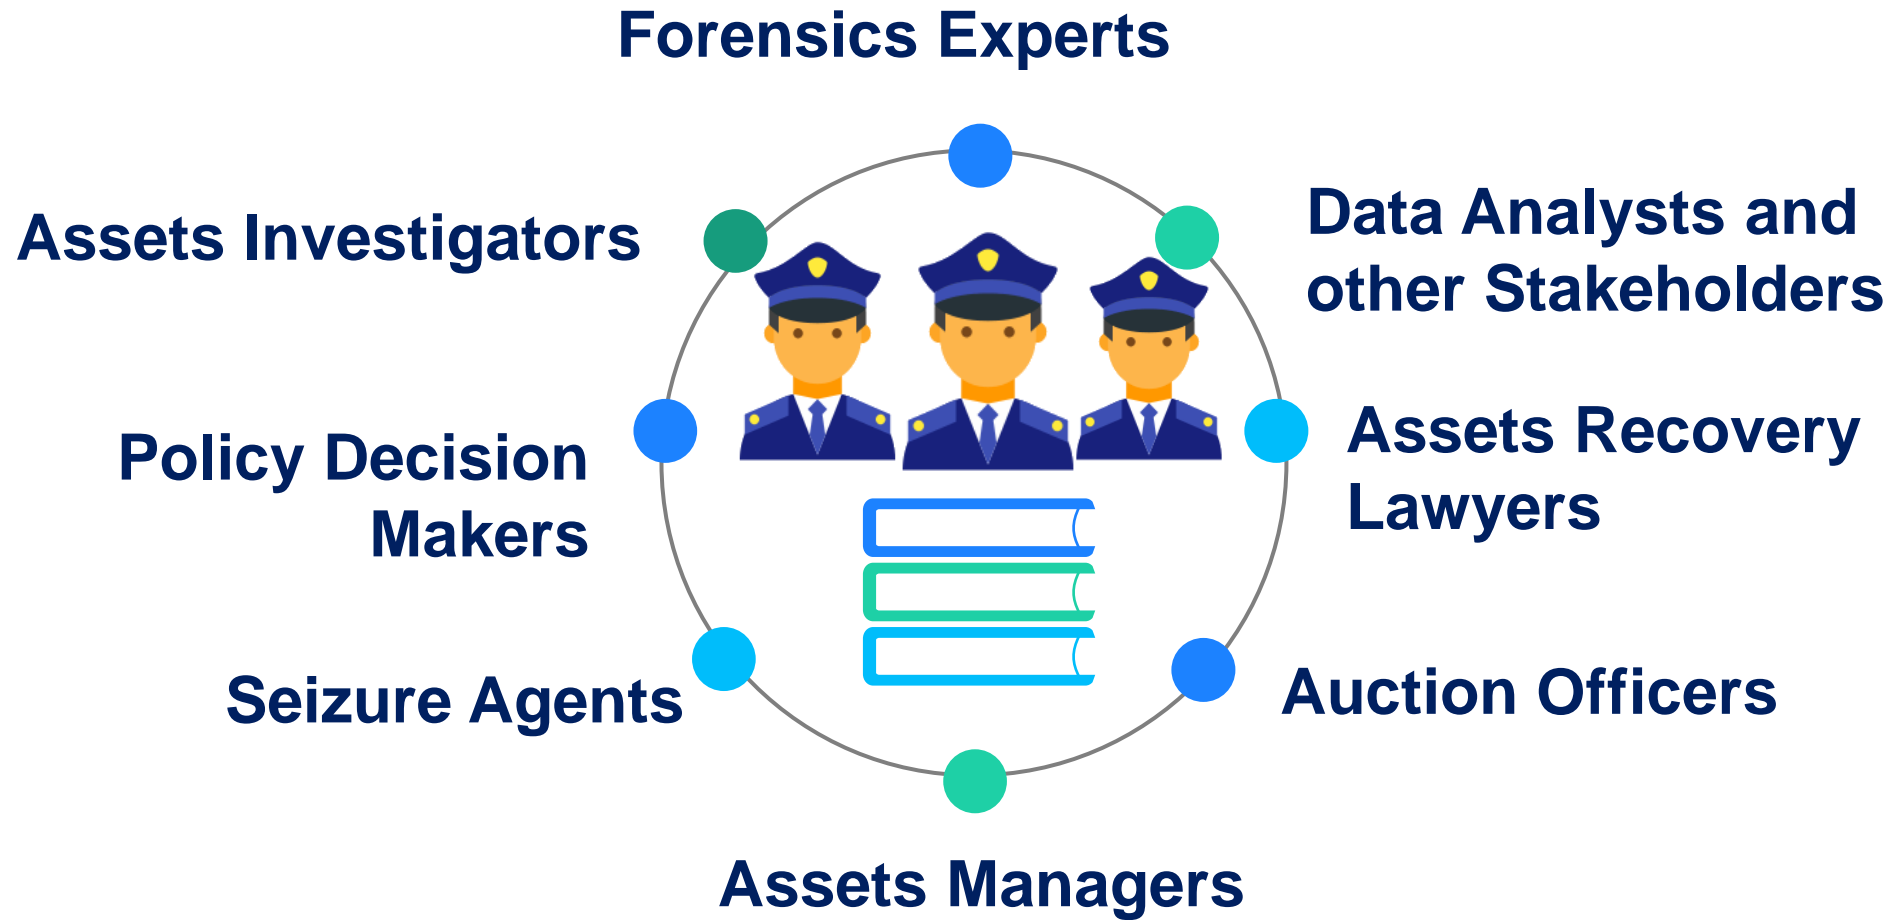 Forensics Experts
Data Analysts and
other Stakeholders
Assets Investigators
Assets Recovery
Lawyers
Policy Decision
Makers
Seizure Agents
Auction Officers
Assets Managers